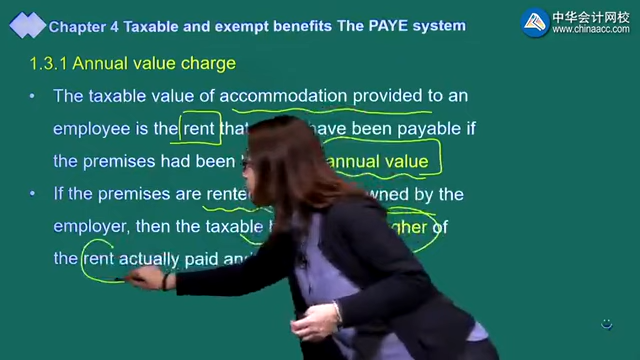 Chapter 4 Taxable and exempt benefits The PAYE system
中华会计网校
www.chinaacc.com
1.3.1 Annual value charge
• The taxable value of accommodation provided to an
employee is the rent that have been payable if
the premises had been annual value
• If the premises are rented owned by the
employer, then the taxable higher of
the rent actually paid